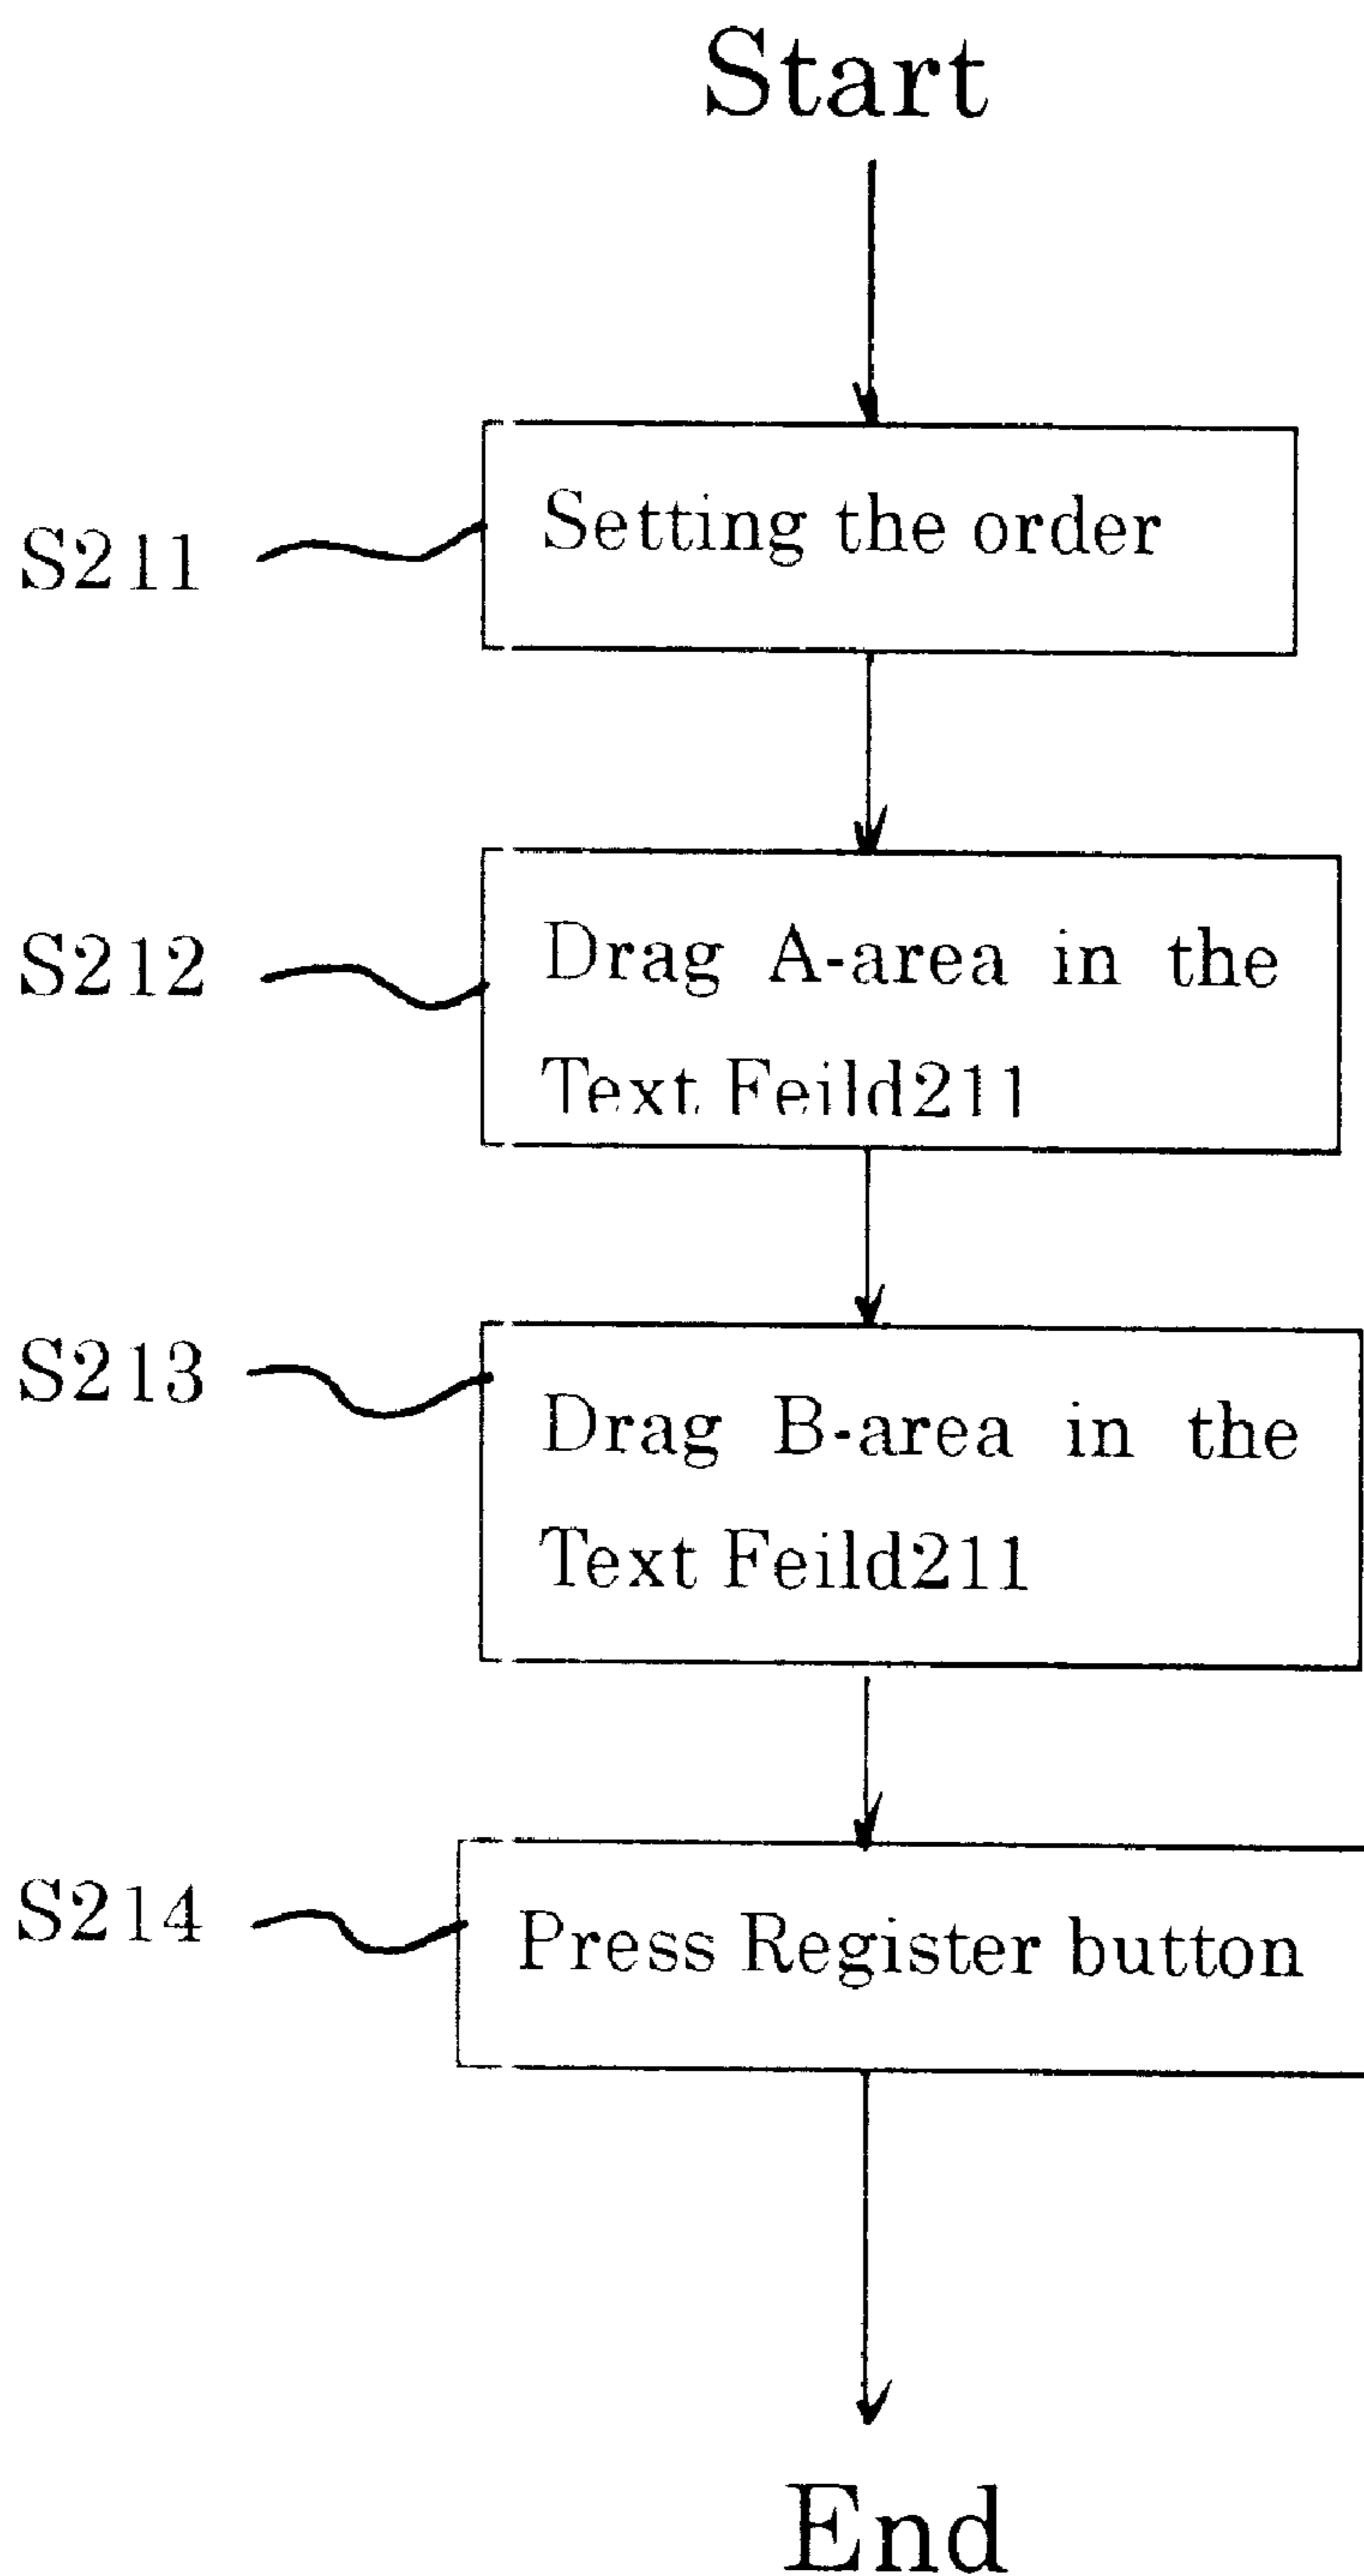 Start
S211
Setting the order
S212
Drag A-area in the
Text Feild211
S213
Drag B-area in the
Text Feild211
S214
Press Register button
End